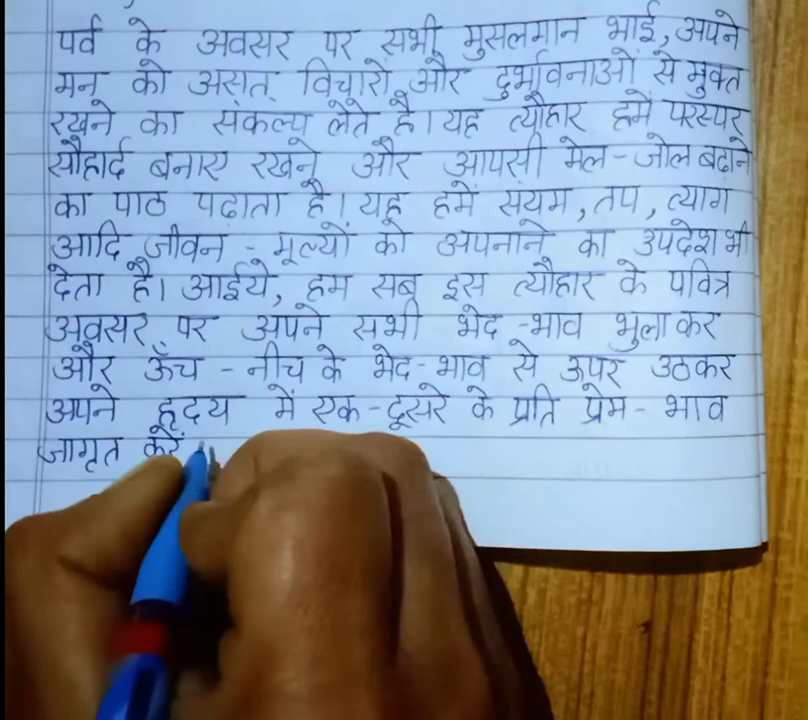 पर्व के अवसर पर सभी मुसलमान भाई, अपने
मन को असत् विचारों और दुर्भावनाओं से मुक्त
रखने का संकल्प लेते है। यह त्यौहार हमें परस्पर
सौहार्द बनाए रखने और आपसी मेल-जोल बढाने
का पाठ पढाता है। यह हमें संयम, तप, त्याग
आदि जीवन - मूल्यों को अपनाने का उपदेश भी
देता है। आईये, हम सब इस त्यौहार के पवित्र
अवसर पर अपने सभी भेद-भाव भुलाकर
और ऊँच - नीच के भेद-भाव से ऊपर उठकर
अपने हृदय में एक-दूसरे के प्रति प्रेम- भाव
जागृत करें